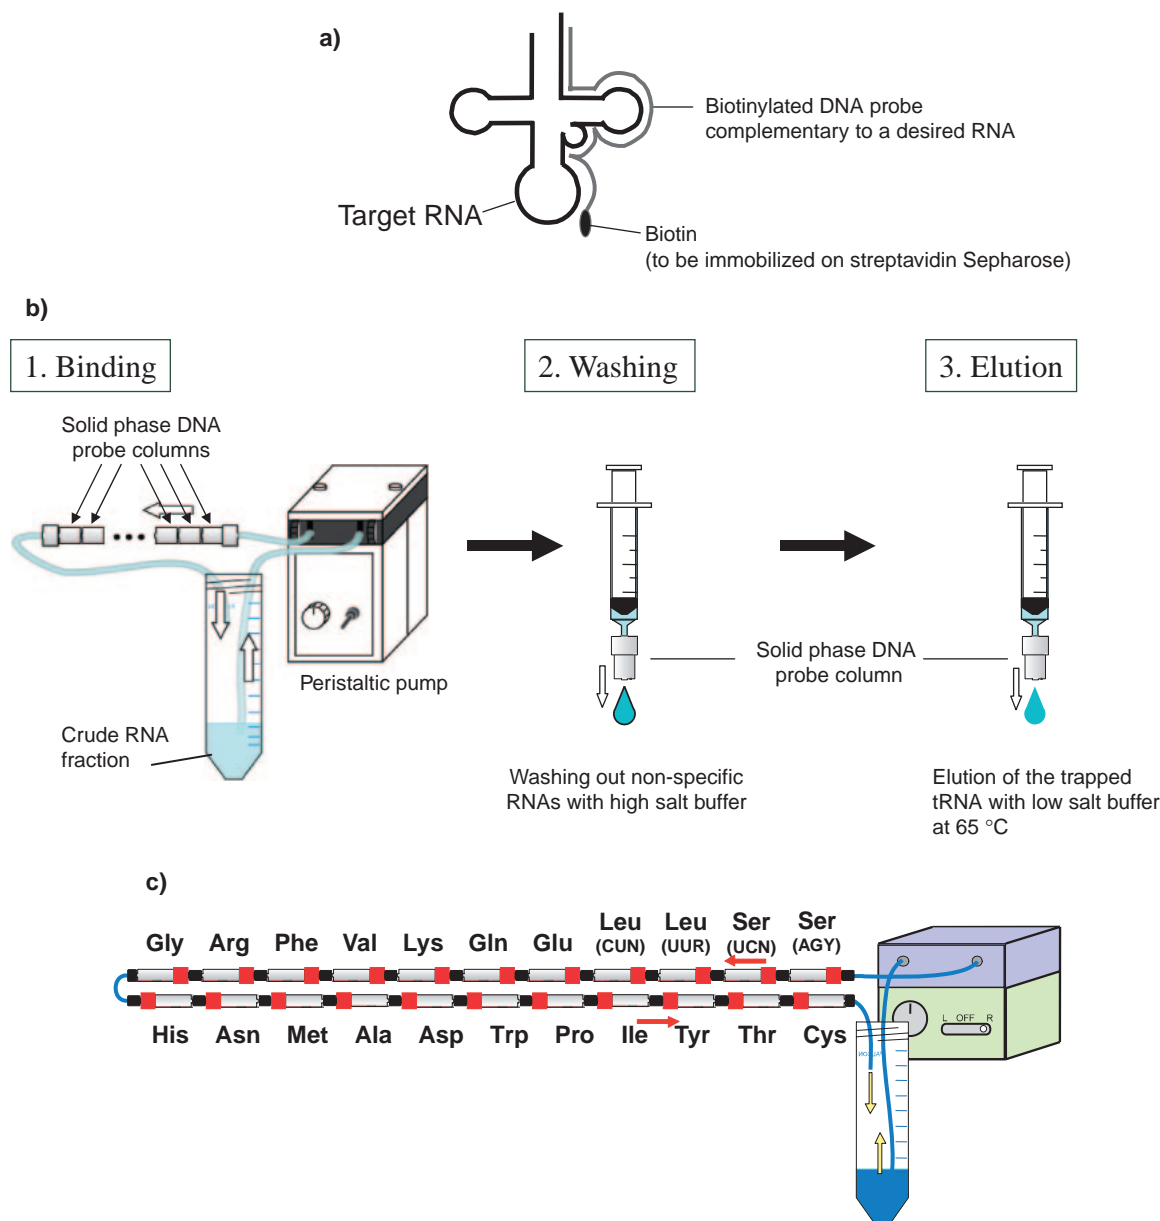 a)
Biotinylated DNA probe
complementary to a desired RNA
Target RNA
Biotin
(to be immobilized on streptavidin Sepharose)
b)
1. Binding
2. Washing
3. Elution
Solid phase DNA
probe columns
Peristaltic pump
Crude RNA
fraction
Solid phase DNA
probe column
Washing out non-specific
RNAs with high salt buffer
Elution of the trapped
tRNA with low salt buffer
at 65 °C
c)
Gly Arg Phe Val Lys Gln Glu Leu (CUN) Leu (UUR) Ser (UCN) Ser (AGY)
His Asn Met Ala Asp Trp Pro Ile Tyr Thr Cys
L OFF R